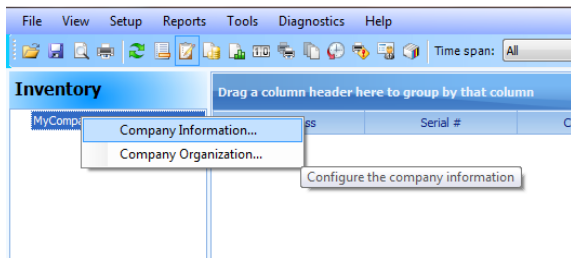 File View Setup Reports Tools Diagnostics Help
Time span: All
Inventory
Drag a column header here to group by that column
Serial #
Company Information...
Company Organization...
Configure the company information